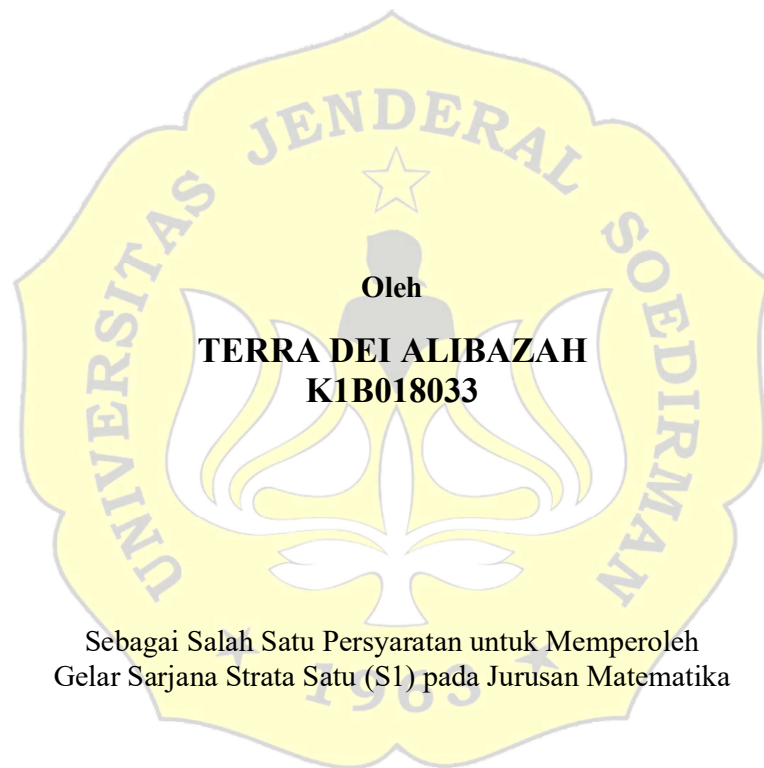 UNIVERSITAS JENDERAL SOEDIRMAN
Oleh
TERRA DEI ALIBAZAH
K1B018033
Sebagai Salah Satu Persyaratan untuk Memperoleh
Gelar Sarjana Strata Satu (S1) pada Jurusan Matematika
1963